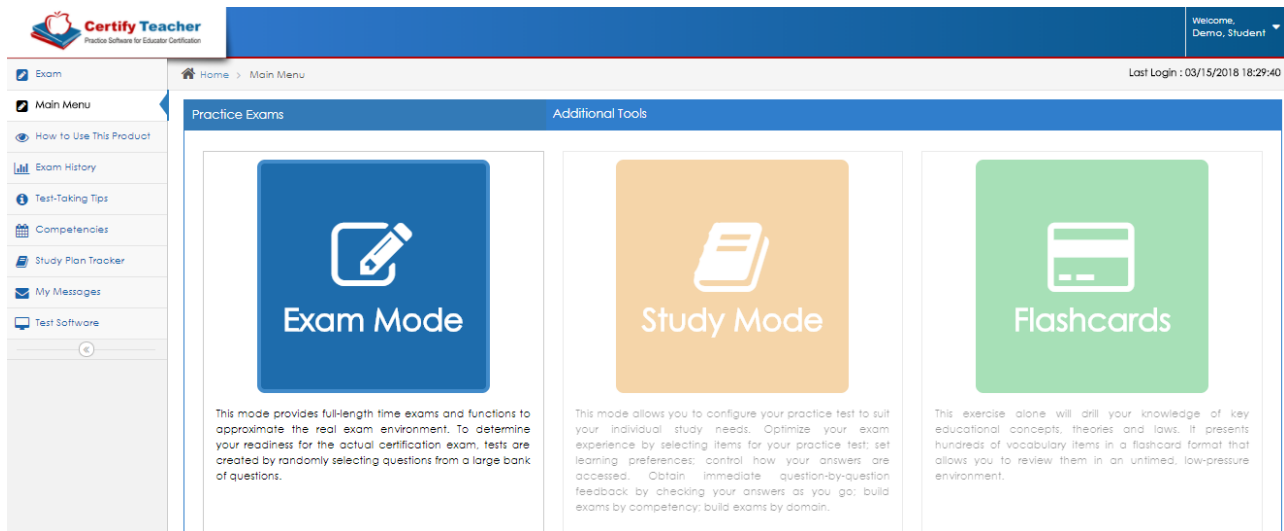 Certify Teacher
Practice Software for Educator Certification
Welcome,
Demo, Student
Exam
Main Menu
How to Use This Product
Exam History
Test-Taking Tips
Competencies
Study Plan Tracker
My Messages
Test Software
Home > Main Menu
Last Login : 03/15/2018 18:29:40
Practice Exams
Additional Tools
Exam Mode
This mode provides full-length time exams and functions to
approximate the real exam environment. To determine
your readiness for the actual certification exam, tests are
created by randomly selecting questions from a large bank
of questions.
Study Mode
This mode allows you to configure your practice test to suit
your individual study needs. Optimize your exam
experience by selecting items for your practice test; set
learning preferences; control how your answers are
accessed. Obtain immediate question-by-question
feedback by checking your answers as you go; build
exams by competency; build exams by domain.
Flashcards
This exercise alone will drill your knowledge of key
educational concepts, theories and laws. It presents
hundreds of vocabulary items in a flashcard format that
allows you to review them in an untimed, low-pressure
environment.